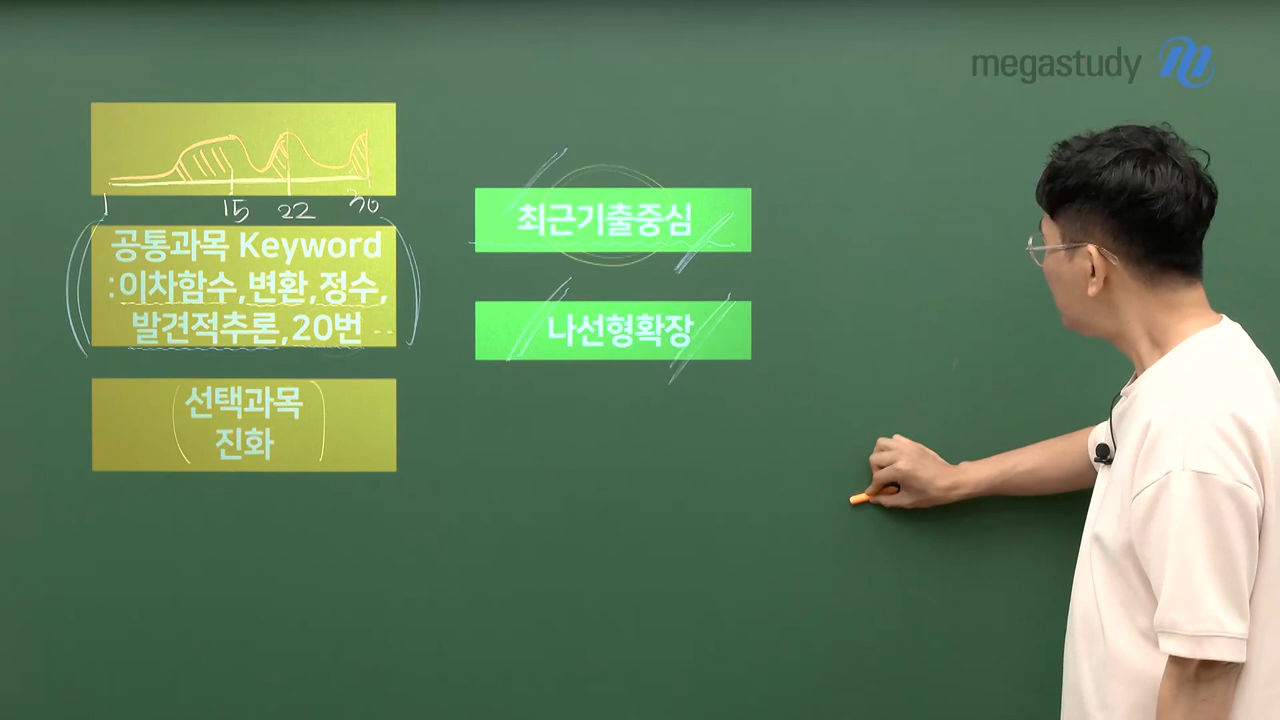 megastudy
1 15 22 30
공통과목 Keyword
:이차함수,변환,정수,
발견적추론,20번
선택과목
진화
최근기출중심
나선형확장